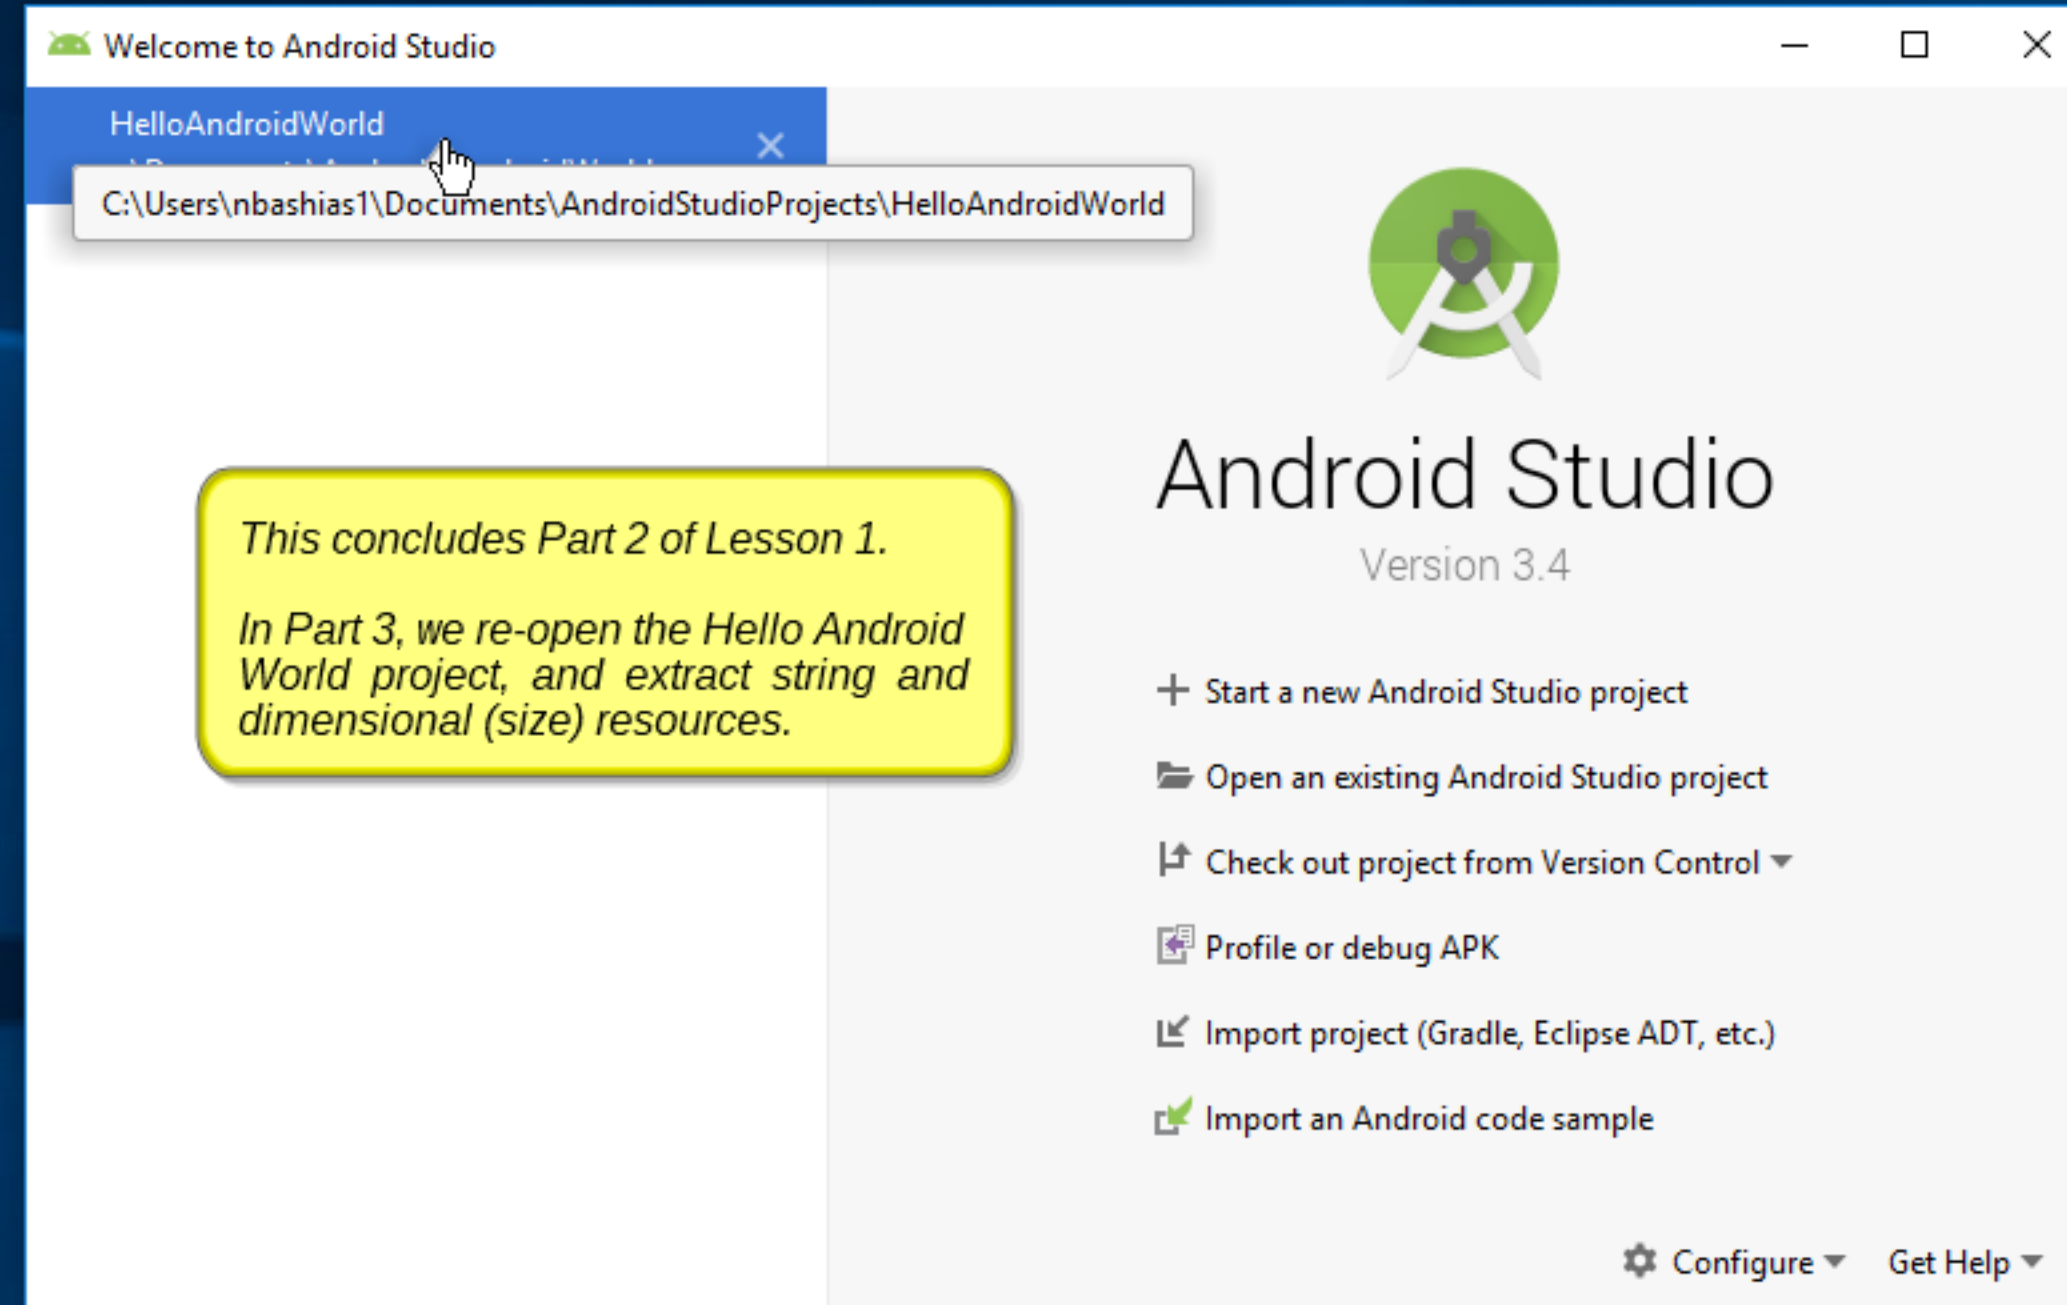 Welcome to Android Studio
HelloAndroidWorld
C:\Users\nbashias1\Documents\AndroidStudioProjects\HelloAndroidWorld
This concludes Part 2 of Lesson 1.
In Part 3, we re-open the Hello Android
World project, and extract string and
dimensional (size) resources.
Android Studio
Version 3.4
Start a new Android Studio project
Open an existing Android Studio project
Check out project from Version Control
Profile or debug APK
Import project (Gradle, Eclipse ADT, etc.)
Import an Android code sample
Configure
Get Help